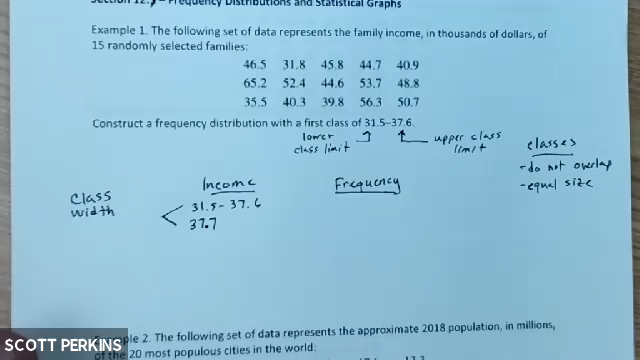 Section 12. – Frequency Distributions and Statistical Graphs
Example 1. The following set of data represents the family income, in thousands of dollars, of
15 randomly selected families:
46.5 31.8 45.8 44.7 40.9
65.2 52.4 44.6 53.7 48.8
35.5 40.3 39.8 56.3 50.7
Construct a frequency distribution with a first class of 31.5–37.6.
lower class limit
upper class limit
classes
- do not overlap
- equal size
Class width
Income
Frequency
31.5 - 37.6
37.7
ple 2. The following set of data represents the approximate 2018 population, in millions,
of the 20 most populous cities in the world:
SCOTT PERKINS